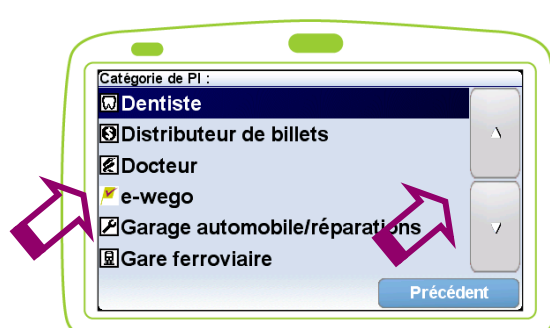 Catégorie de PI :
Dentiste
Distributeur de billets
Docteur
e-wego
Garage automobile/réparations
Gare ferroviaire
Précédent